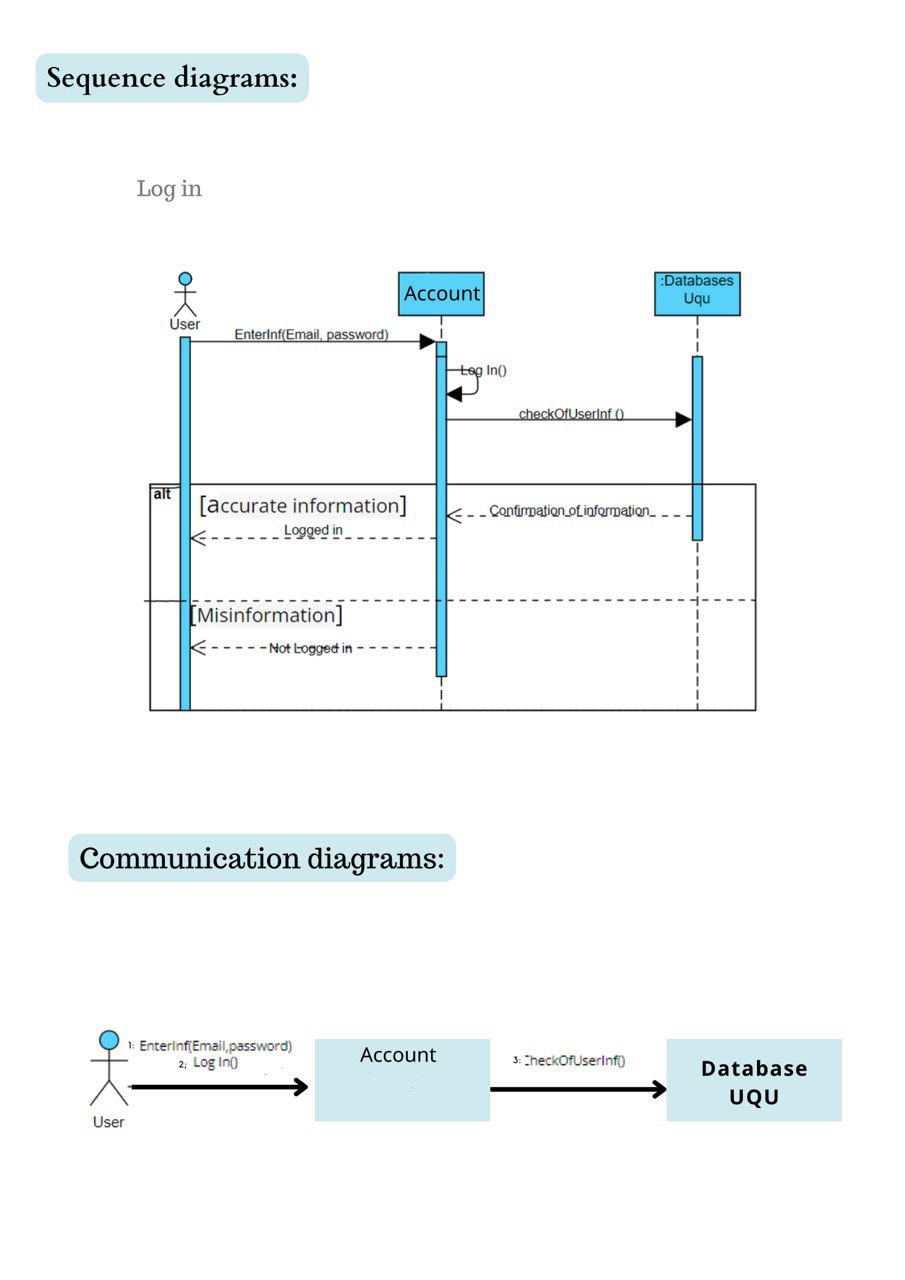 Sequence diagrams:
Log in
User
Account
:Databases
Uqu
EnterInf(Email, password)
Log In()
checkOfUserInf ()
alt
[accurate information]
Confirmation of information
Logged in
[Misinformation]
Not Logged in
Communication diagrams:
1: EnterInf(Email,password)
2; Log In()
User
Account
3: CheckOfUserInf()
Database
UQU